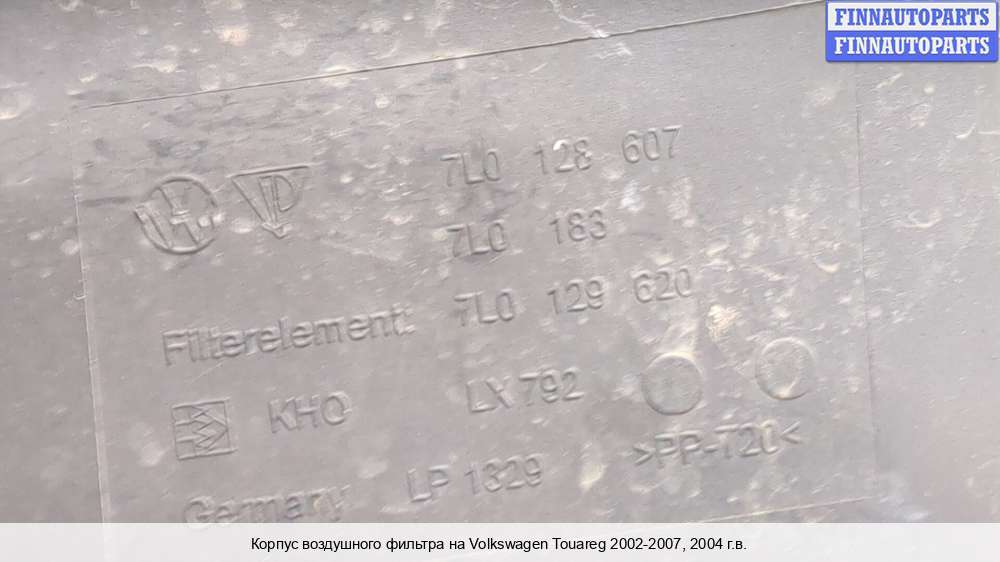 FINNAUTOPARTS
FINNAUTOPARTS
7L0 128 607
7L0 183
Filterelement: 7L0 129 620
KHO LX 792
>PP-T20<
Germany LP 1329
Корпус воздушного фильтра на Volkswagen Touareg 2002-2007, 2004 г.в.